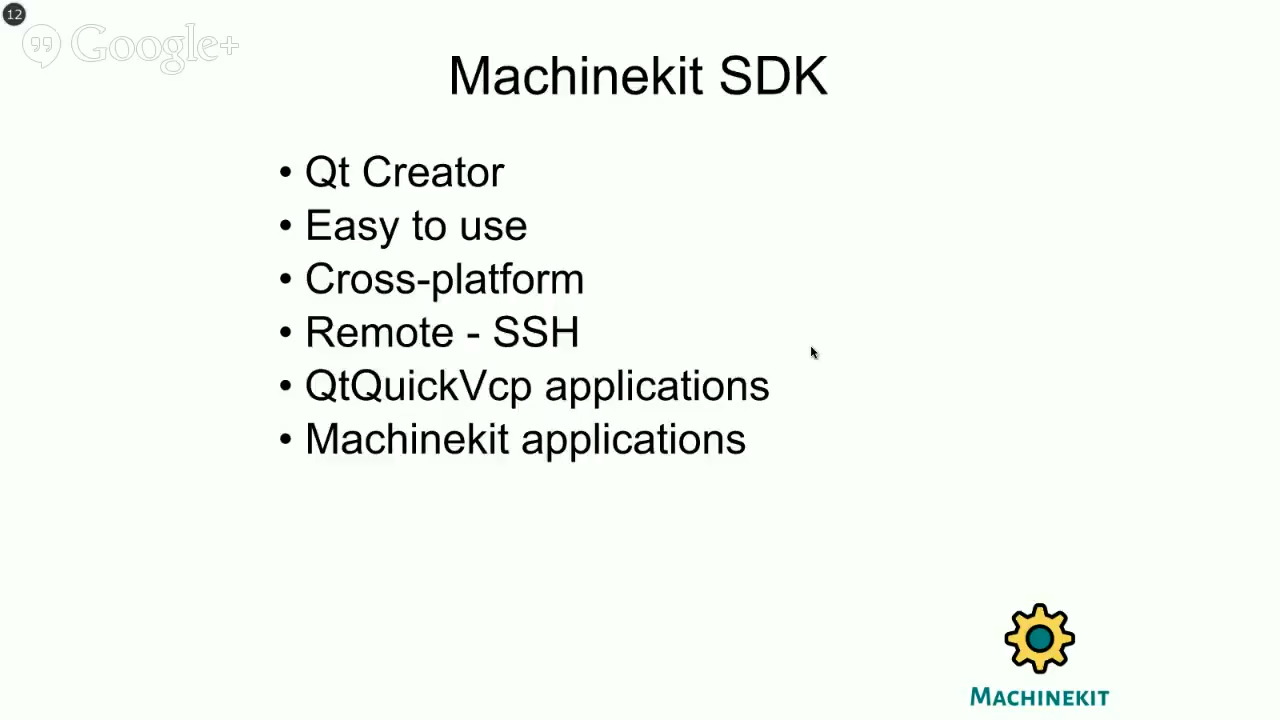 12
Google+
Machinekit SDK
• Qt Creator
• Easy to use
• Cross-platform
• Remote - SSH
• QtQuickVcp applications
• Machinekit applications
MACHINEKIT